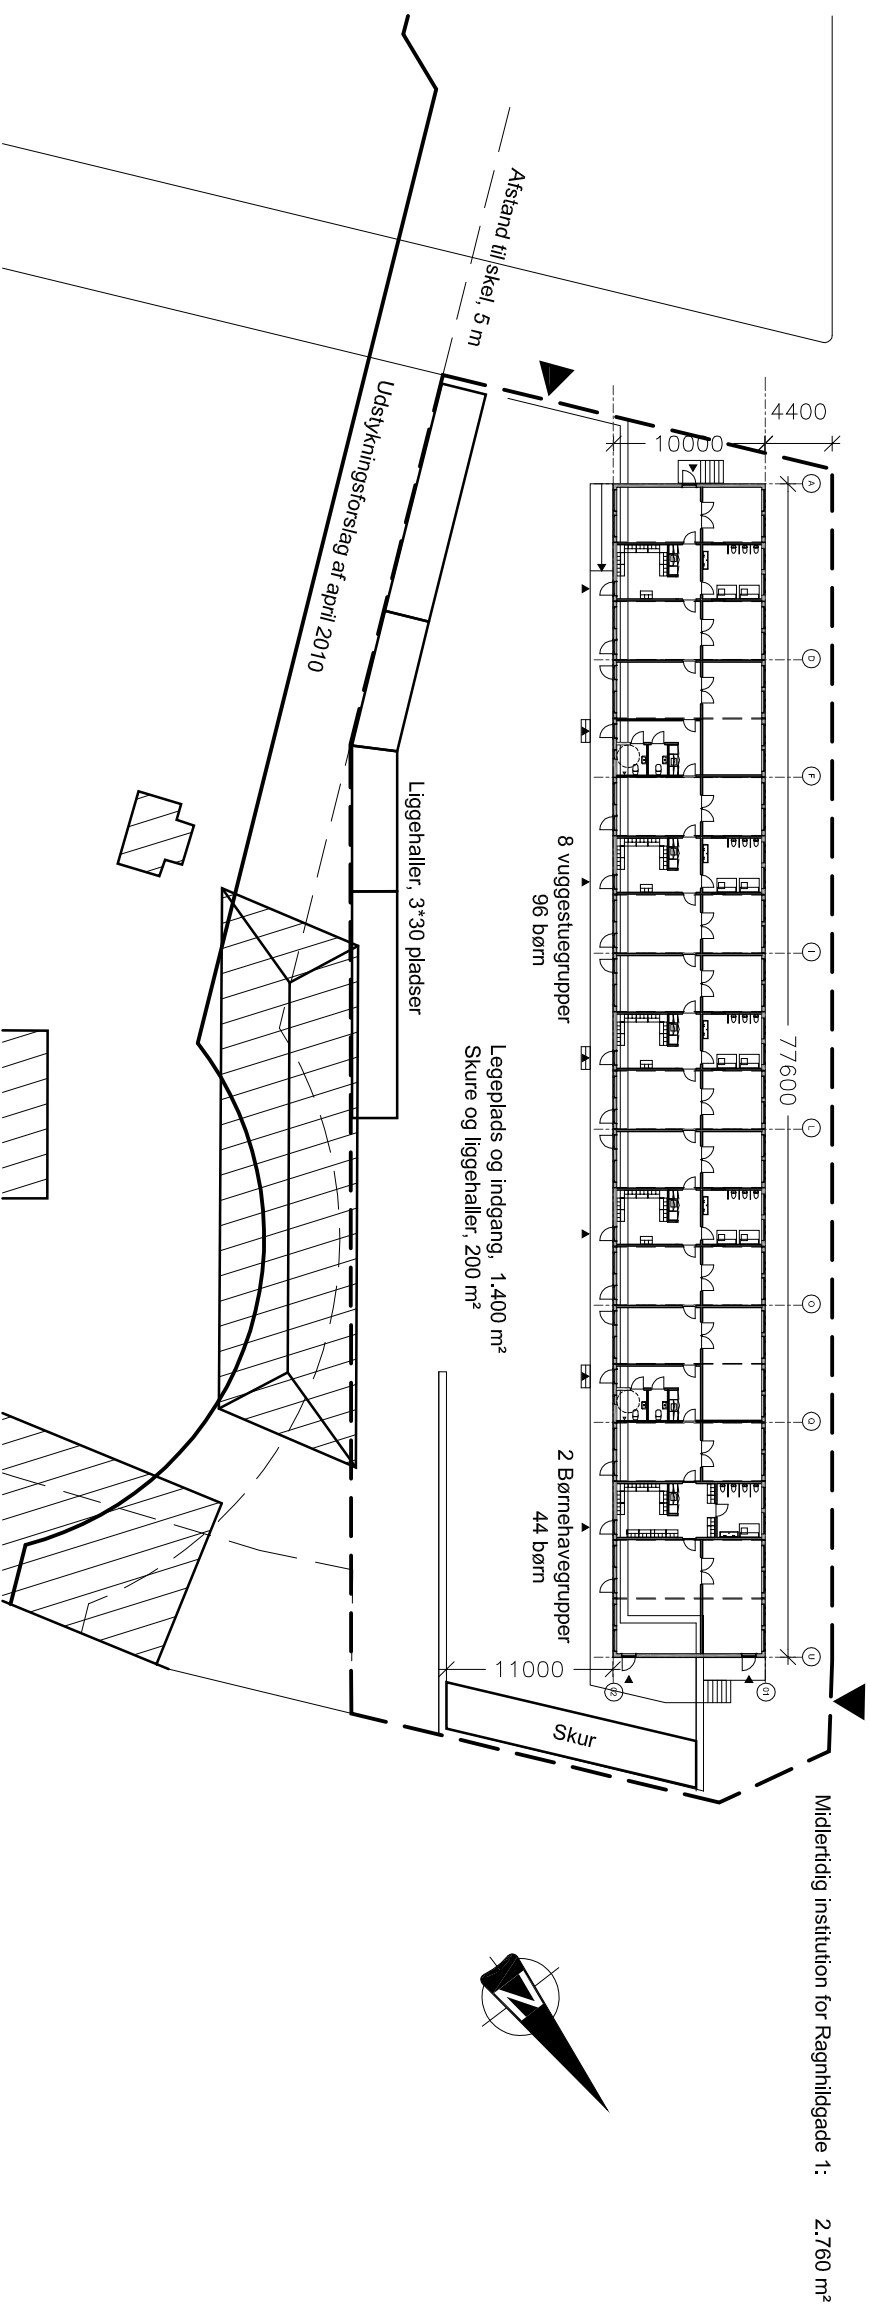 Midlertidig institution for Ragnhildgade 1: 2.760 m²
4400
10000
77600
11000
A
D
F
I
L
O
Q
U
01
02
8 vuggestuegrupper
96 børn
2 Børnehavegrupper
44 børn
Legeplads og indgang, 1.400 m²
Skure og liggehaller, 200 m²
Liggehaller, 3*30 pladser
Afstand til skel, 5 m
Udstykningsforslag af april 2010
Skur
N